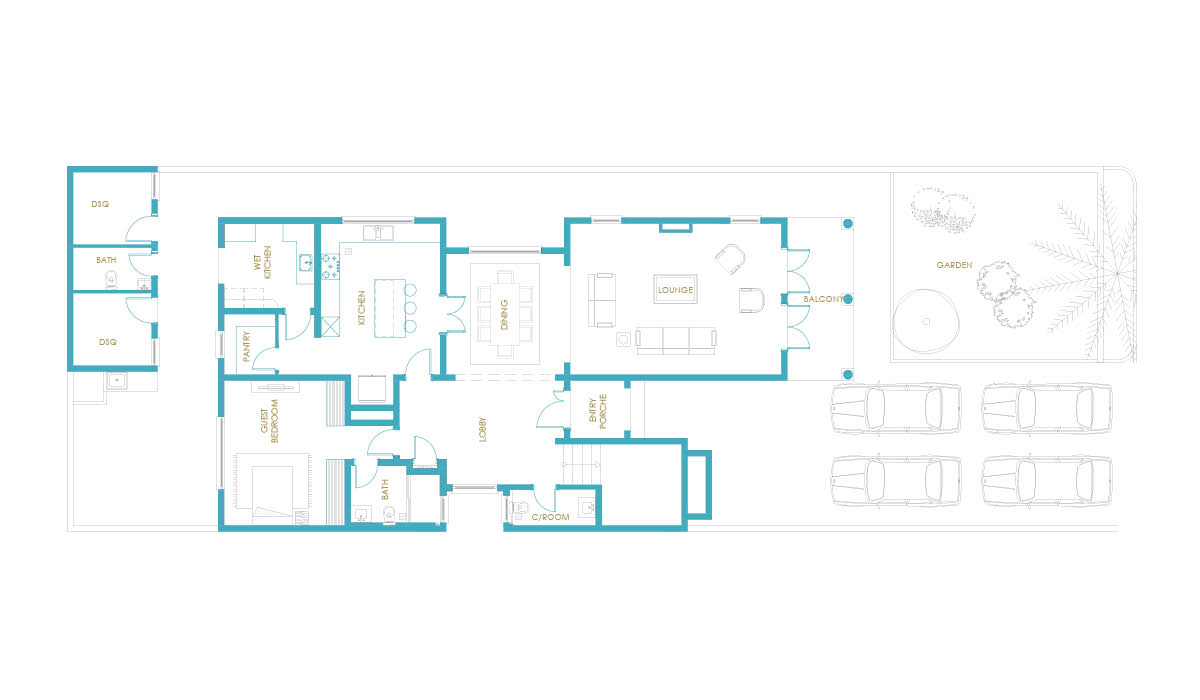 DSQ
BATH
DSQ
WET
KITCHEN
PANTRY
KITCHEN
DINING
LOUNGE
BALCONY
GARDEN
GUEST
BEDROOM
BATH
LOBBY
ENTRY
PORCHE
C/ROOM